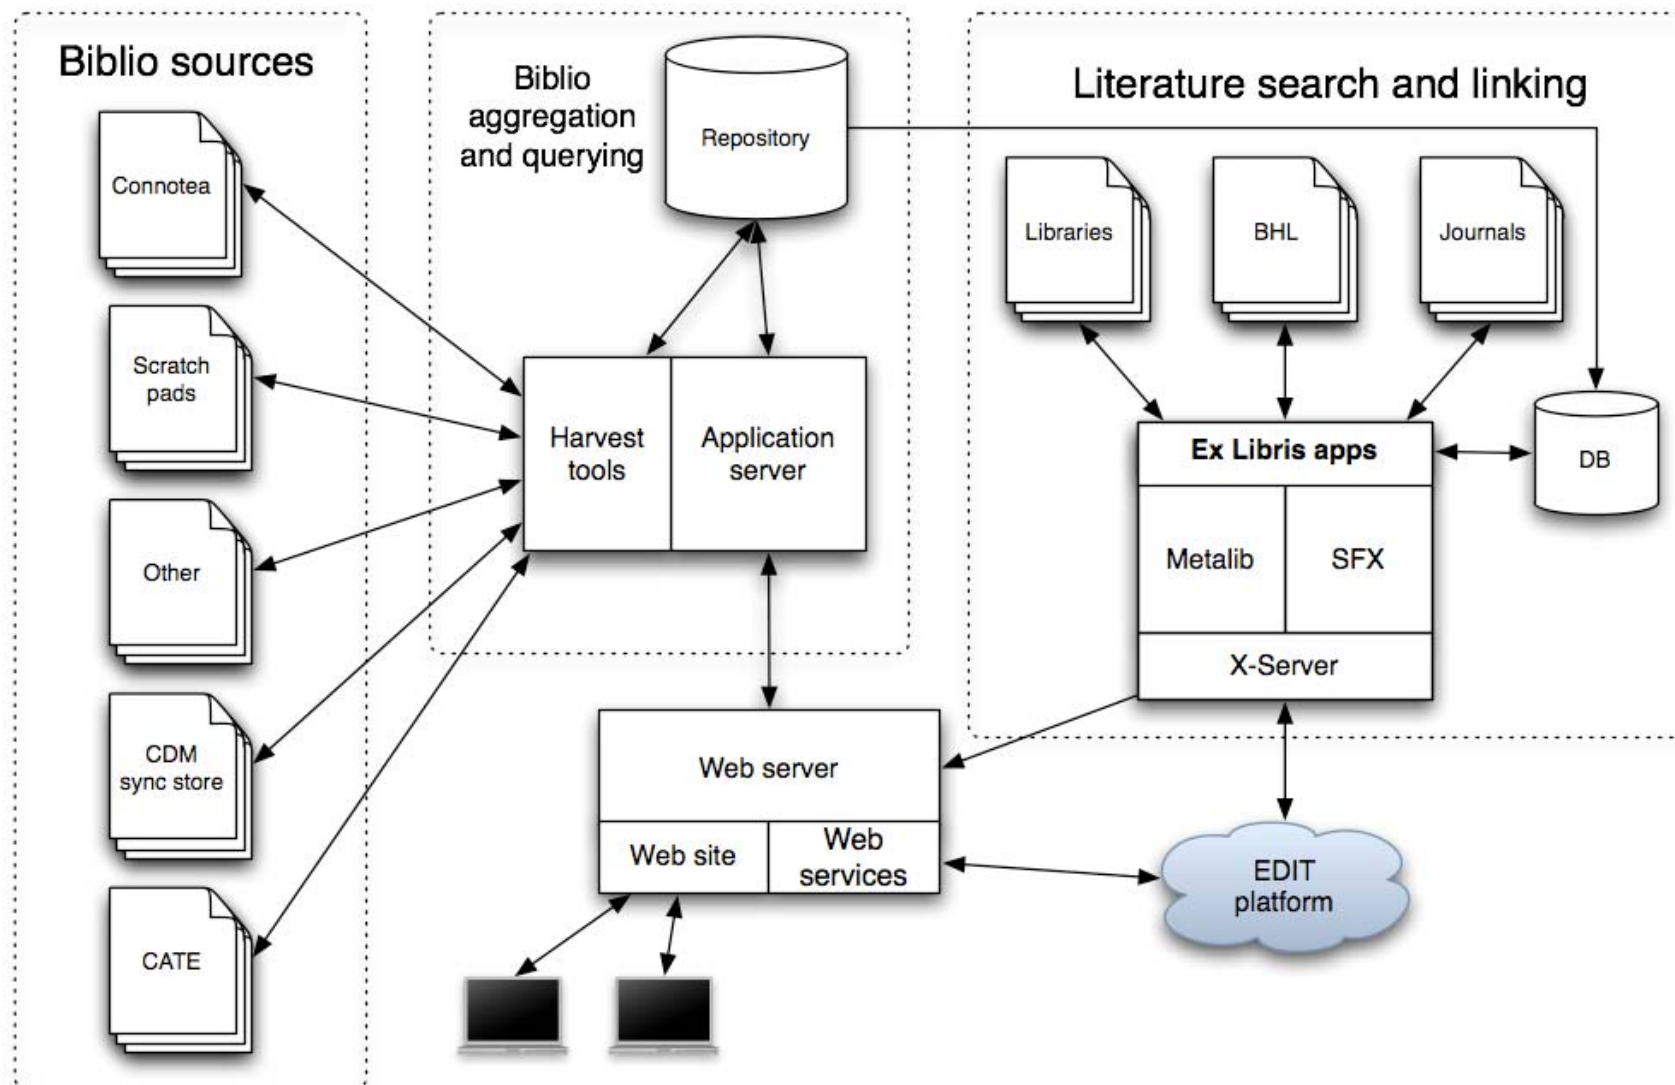 Biblio sources
Connotea
Scratch
pads
Other
CDM
sync store
CATE
Biblio
aggregation
and querying
Repository
Harvest
tools
Application
server
Web server
Web site
Web
services
Literature search and linking
Libraries
BHL
Journals
Ex Libris apps
Metalib
SFX
X-Server
DB
EDIT
platform